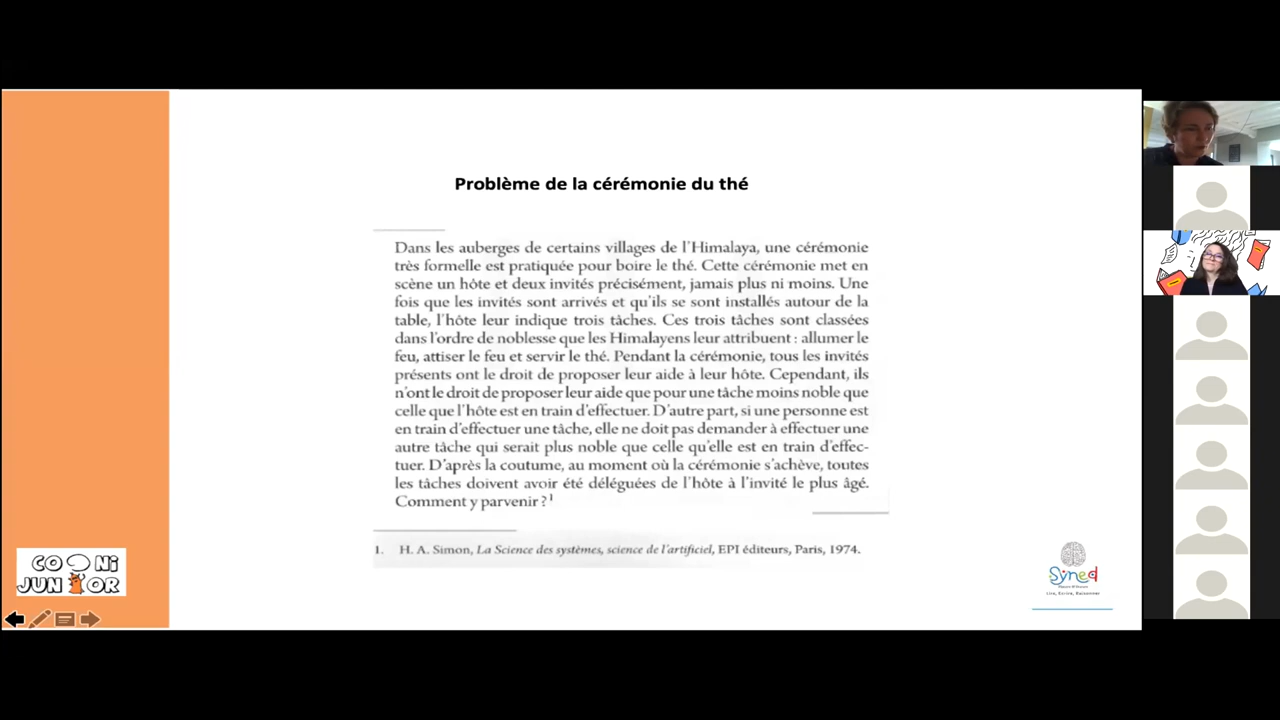 Problème de la cérémonie du thé
Dans les auberges de certains villages de l'Himalaya, une cérémonie
très formelle est pratiquée pour boire le thé. Cette cérémonie met en
scène un hôte et deux invités précisément, jamais plus ni moins. Une
fois que les invités sont arrivés et qu'ils se sont installés autour de la
table, l'hôte leur indique trois tâches. Ces trois tâches sont classées
dans l'ordre de noblesse que les Himalayens leur attribuent : allumer le
feu, attiser le feu et servir le thé. Pendant la cérémonie, tous les invités
présents ont le droit de proposer leur aide à leur hôte. Cependant, ils
n'ont le droit de proposer leur aide que pour une tâche moins noble que
celle que l'hôte est en train d'effectuer. D'autre part, si une personne est
en train d'effectuer une tâche, elle ne doit pas demander à effectuer une
autre tâche qui serait plus noble que celle qu'elle est en train d'effec-
tuer. D'après la coutume, au moment où la cérémonie s'achève, toutes
les tâches doivent avoir été déléguées de l'hôte à l'invité le plus âgé.
Comment y parvenir ?¹
1. H. A. Simon, La Science des systèmes, science de l'artificiel, EPI éditeurs, Paris, 1974.
CO NI
JUNIOR
Syned
Lire, Ecrire, Raisonner